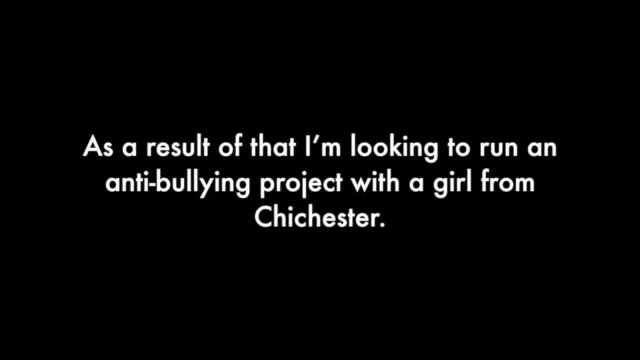 As a result of that I’m looking to run an
anti-bullying project with a girl from
Chichester.